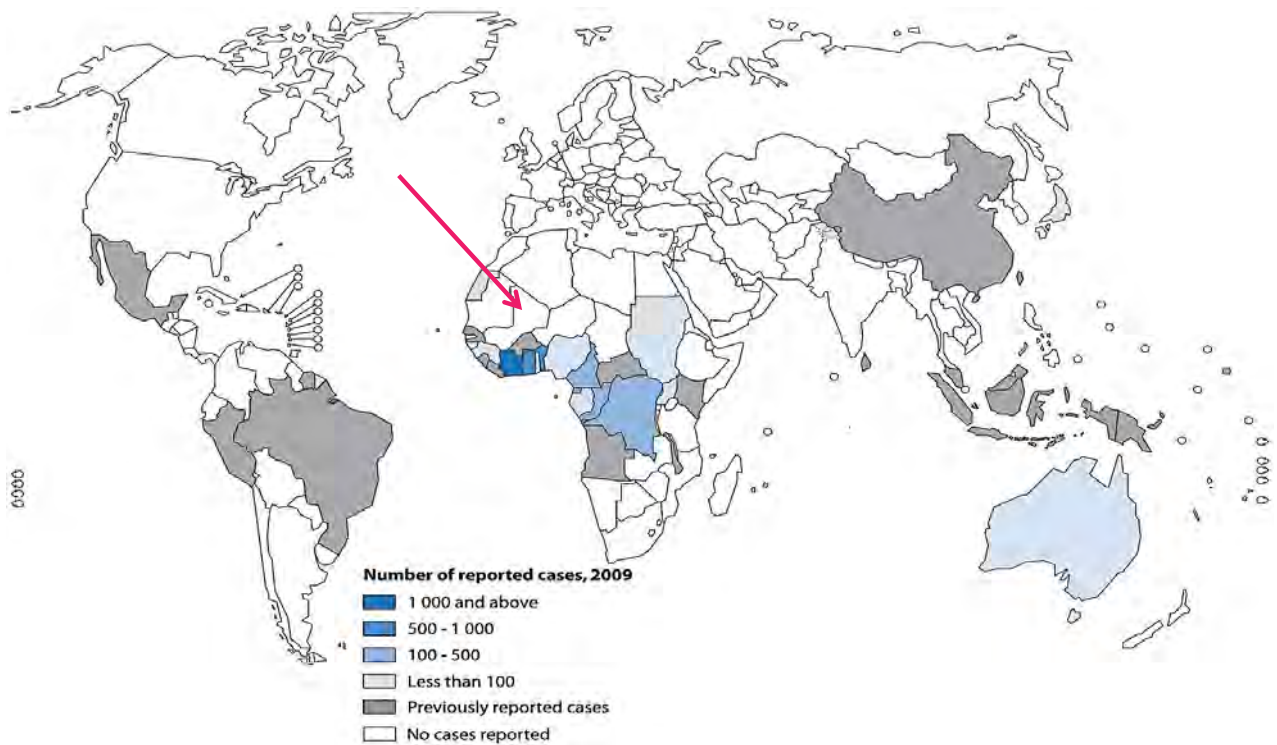 Number of reported cases, 2009
1 000 and above
500 - 1 000
100 - 500
Less than 100
Previously reported cases
No cases reported